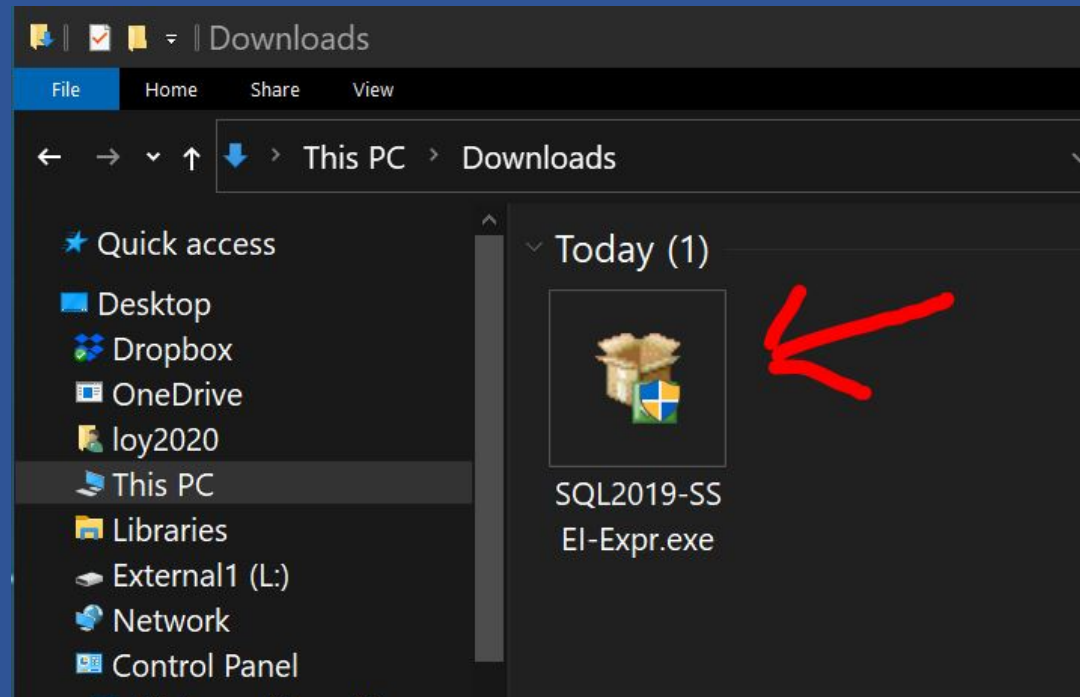 Downloads
File Home Share View
This PC Downloads
Quick access
Desktop
Dropbox
OneDrive
loy2020
This PC
Libraries
External1 (L:)
Network
Control Panel
Today (1)
SQL2019-SS
EI-Expr.exe